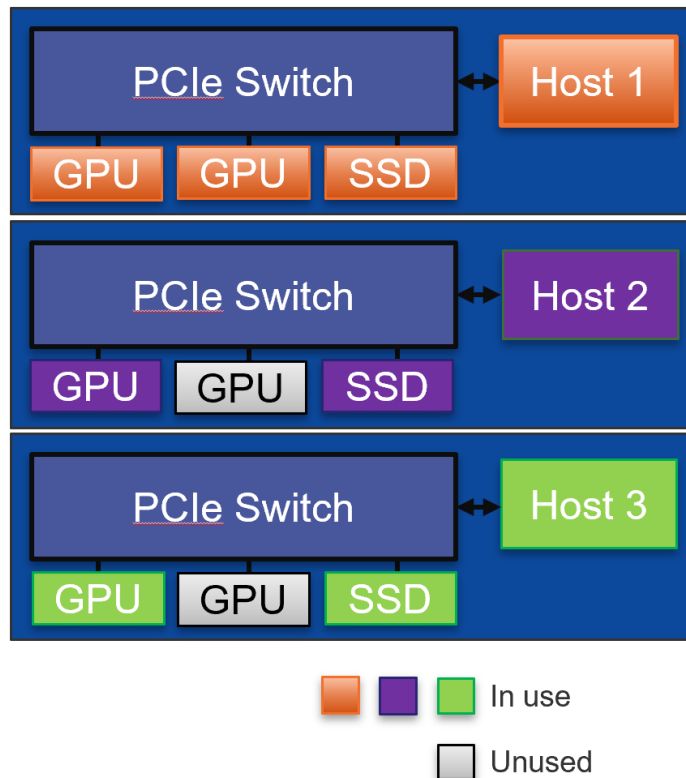 PCIe Switch
Host 1
GPU GPU SSD
PCIe Switch
Host 2
GPU GPU SSD
PCIe Switch
Host 3
GPU GPU SSD
In use
Unused